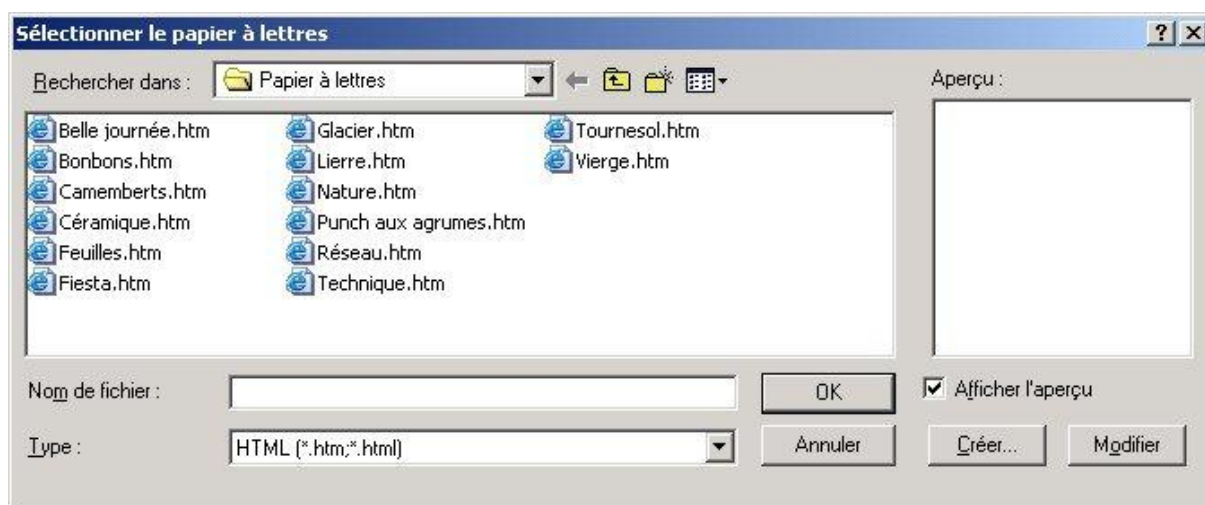 Sélectionner le papier à lettres
Rechercher dans :
Papier à lettres
Aperçu :
Belle journée.htm
Bonbons.htm
Camemberts.htm
Céramique.htm
Feuilles.htm
Fiesta.htm
Glacier.htm
Lierre.htm
Nature.htm
Punch aux agrumes.htm
Réseau.htm
Technique.htm
Tournesol.htm
Vierge.htm
Nom de fichier :
OK
Afficher l'aperçu
Type :
HTML (*.htm;*.html)
Annuler
Créer...
Modifier